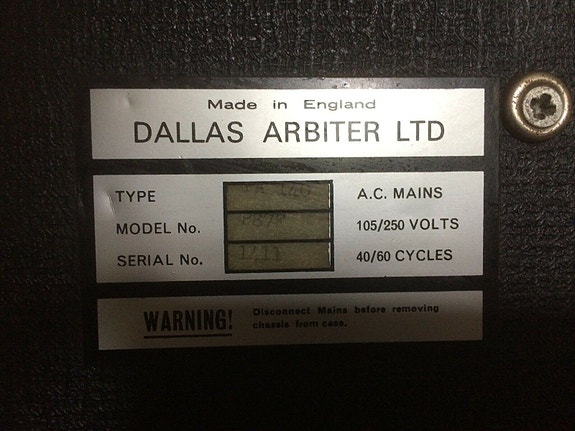 Made in England
DALLAS ARBITER LTD
TYPE
A.C. MAINS
MODEL No.
105/250 VOLTS
SERIAL No.
40/60 CYCLES
WARNING!
Disconnect Mains before removing
chassis from case.